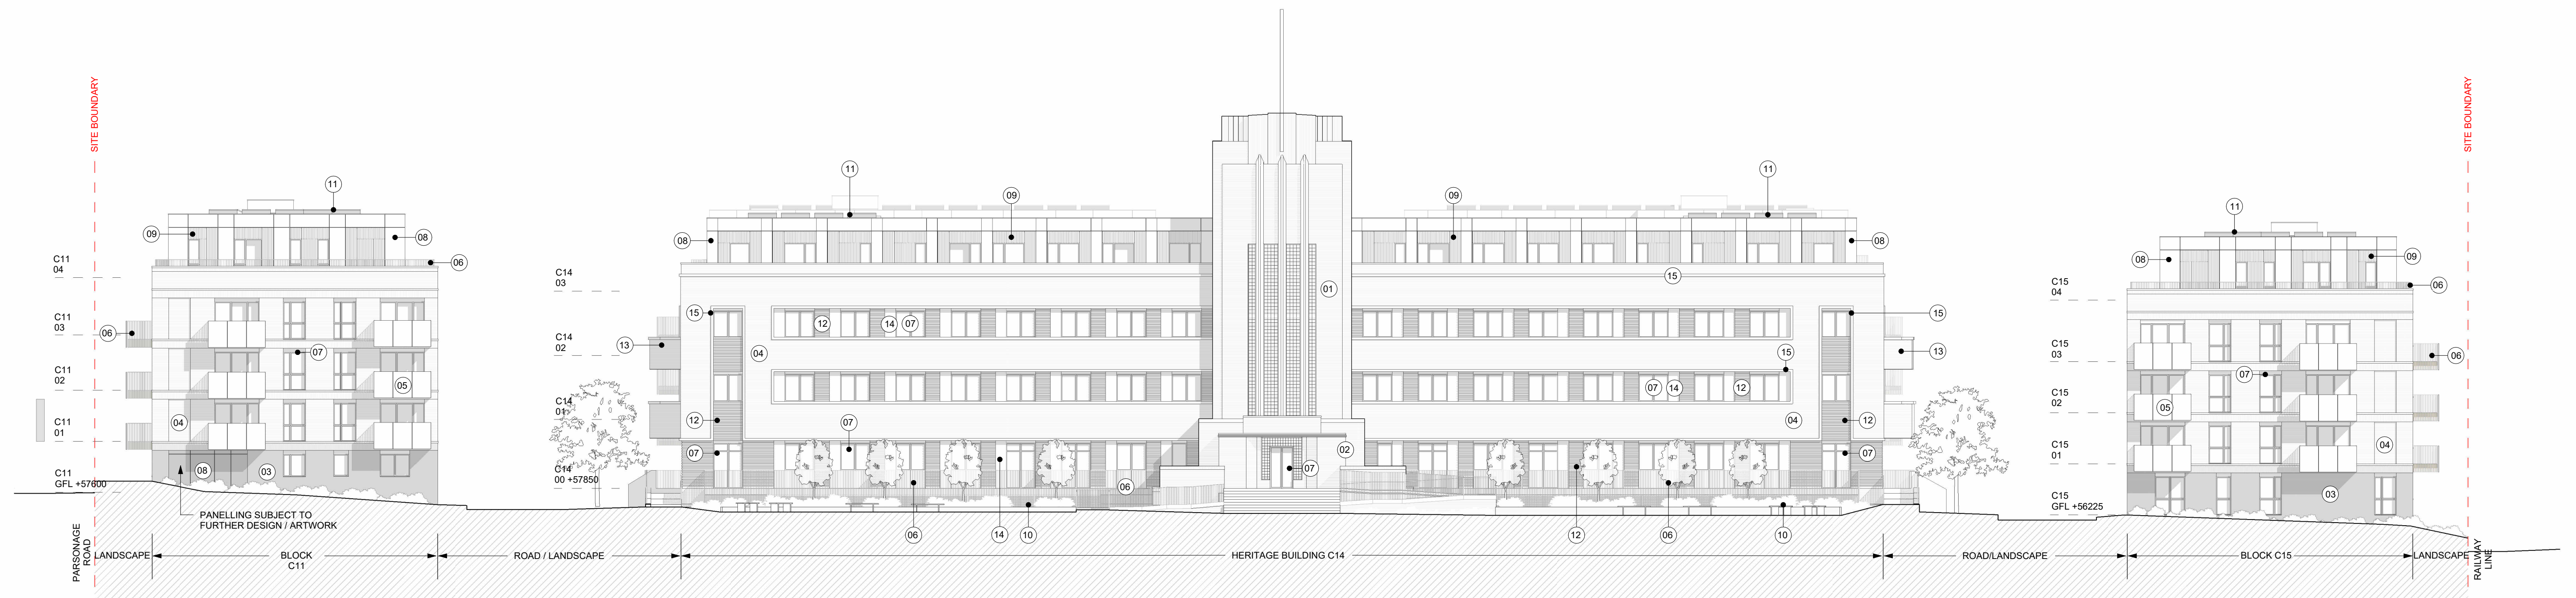 SITE BOUNDARY
SITE BOUNDARY
11
09
08
06
C11
04
C11
03
06
07
C11
02
05
04
C11
01
08
03
C11
GFL +57600
PANELLING SUBJECT TO
FURTHER DESIGN / ARTWORK
C14
03
C14
02
C14
01
C14
00 +57850
11
09
08
15
12
14
07
13
04
12
07
07
06
14
10
06
01
02
07
09
11
08
15
15
13
15
07
14
12
04
12
07
12
06
10
C15
04
C15
03
C15
02
C15
01
C15
GFL +56225
11
08
09
06
06
07
05
04
03
PARSONAGE
ROAD
LANDSCAPE
BLOCK
C11
ROAD / LANDSCAPE
HERITAGE BUILDING C14
ROAD/LANDSCAPE
BLOCK C15
LANDSCAPE
RAILWAY
LINE